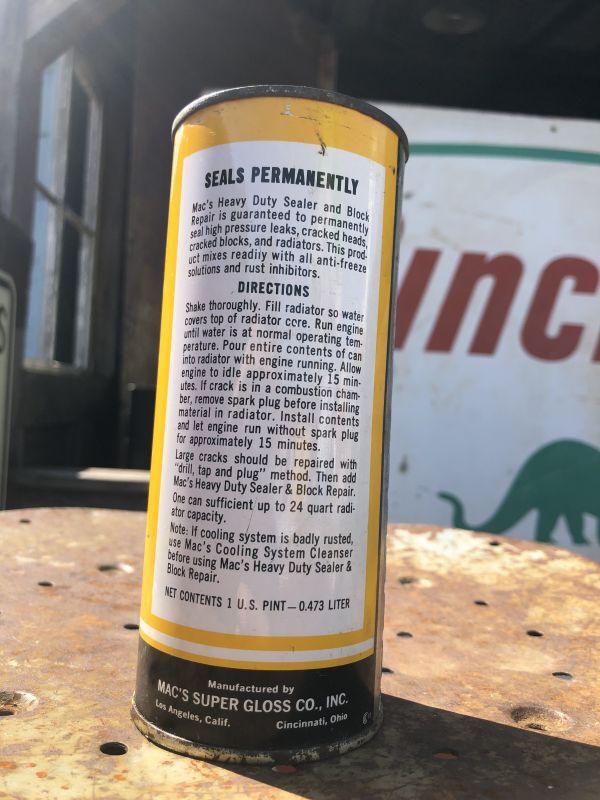 SEALS PERMANENTLY
Mac's Heavy Duty Sealer and Block
Repair is guaranteed to permanently
seal high pressure leaks, cracked heads,
cracked blocks, and radiators. This prod-
uct mixes readily with all anti-freeze
solutions and rust inhibitors.
DIRECTIONS
Shake thoroughly. Fill radiator so water
covers top of radiator core. Run engine
until water is at normal operating tem-
perature. Pour entire contents of can
into radiator with engine running. Allow
engine to idle approximately 15 min-
utes. If crack is in a combustion cham-
ber, remove spark plug before installing
material in radiator. Install contents
and let engine run without spark plug
for approximately 15 minutes.
Large cracks should be repaired with
"drill, tap and plug" method. Then add
Mac's Heavy Duty Sealer & Block Repair.
One can sufficient up to 24 quart radi-
ator capacity.
Note: If cooling system is badly rusted,
use Mac's Cooling System Cleanser
before using Mac's Heavy Duty Sealer &
Block Repair.
NET CONTENTS 1 U.S. PINT—0.473 LITER
Manufactured by
MAC'S SUPER GLOSS CO., INC.
Los Angeles, Calif. Cincinnati, Ohio
inc